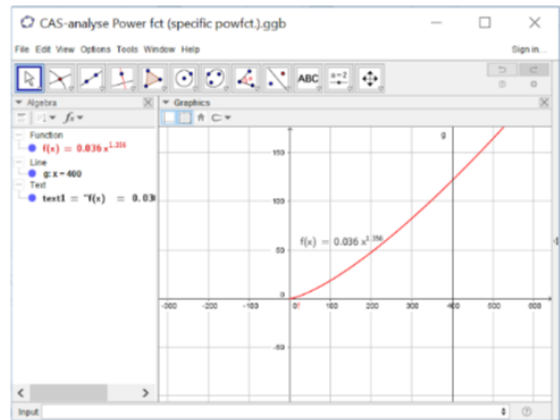 CAS-analyse Power fct (specific powfct.).ggb
File Edit View Options Tools Window Help
Sign in...
ABC
a=2
Algebra
Graphics
Function
f(x) = 0.036 x^1.356
Line
g: x = 400
Text
text1 = "f(x) = 0.03
g
150
100
50
0
-50
f(x) = 0.036 x^1.356
-300 -200 -100 0 100 200 300 400 500 600
Input